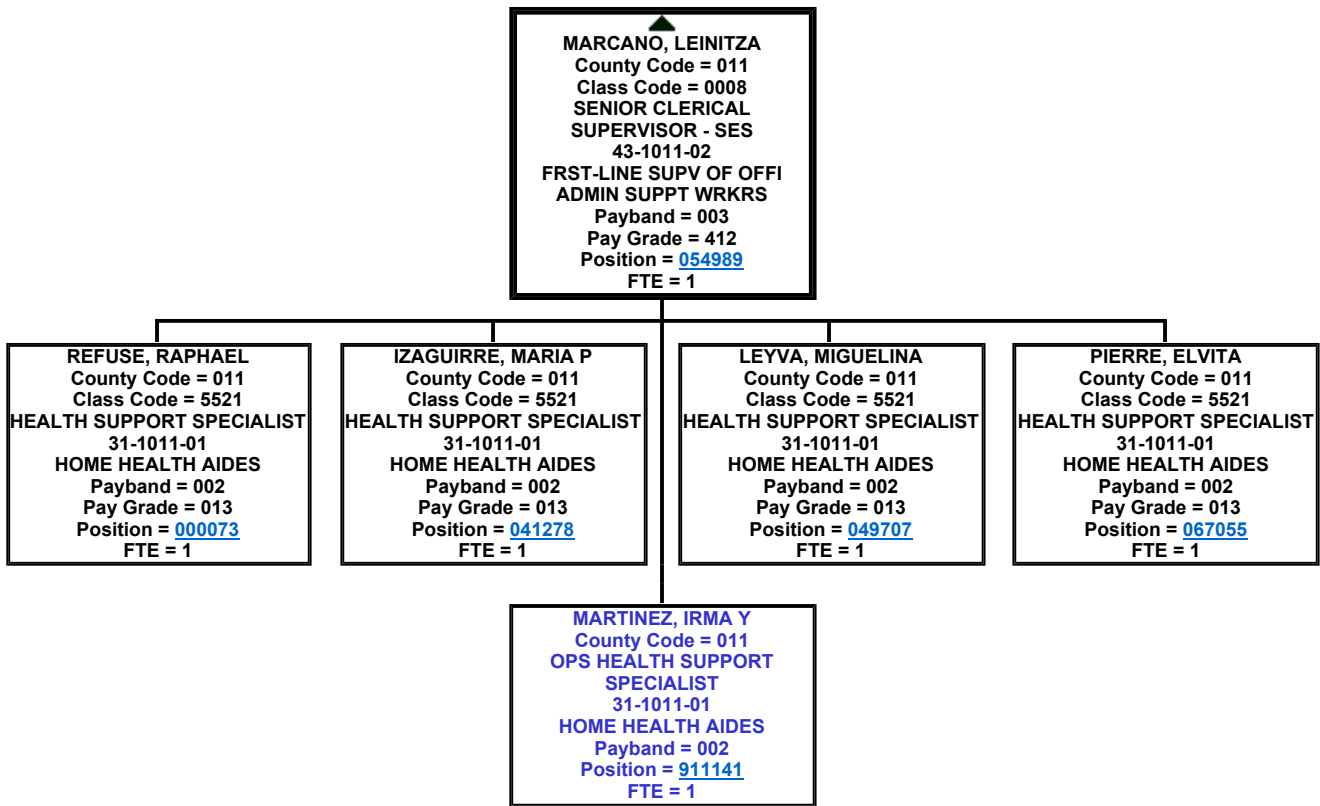 MARCANO, LEINITZA
County Code = 011
Class Code = 0008
SENIOR CLERICAL
SUPERVISOR - SES
43-1011-02
FRST-LINE SUPV OF OFFI
ADMIN SUPPT WRKRS
Payband = 003
Pay Grade = 412
Position = 054989
FTE = 1
REFUSE, RAPHAEL
County Code = 011
Class Code = 5521
HEALTH SUPPORT SPECIALIST
31-1011-01
HOME HEALTH AIDES
Payband = 002
Pay Grade = 013
Position = 000073
FTE = 1
IZAGUIRRE, MARIA P
County Code = 011
Class Code = 5521
HEALTH SUPPORT SPECIALIST
31-1011-01
HOME HEALTH AIDES
Payband = 002
Pay Grade = 013
Position = 041278
FTE = 1
LEYVA, MIGUELINA
County Code = 011
Class Code = 5521
HEALTH SUPPORT SPECIALIST
31-1011-01
HOME HEALTH AIDES
Payband = 002
Pay Grade = 013
Position = 049707
FTE = 1
PIERRE, ELVITA
County Code = 011
Class Code = 5521
HEALTH SUPPORT SPECIALIST
31-1011-01
HOME HEALTH AIDES
Payband = 002
Pay Grade = 013
Position = 067055
FTE = 1
MARTINEZ, IRMA Y
County Code = 011
OPS HEALTH SUPPORT
SPECIALIST
31-1011-01
HOME HEALTH AIDES
Payband = 002
Position = 911141
FTE = 1